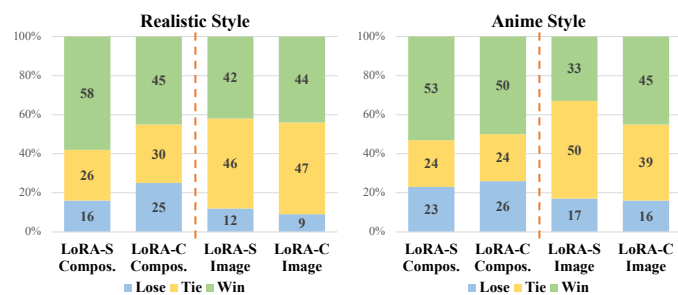 Realistic Style
100%
80%
60%
40%
20%
0%
58
26
16
45
30
25
42
46
12
44
47
9
LoRA-S
Compos.
LoRA-C
Compos.
LoRA-S
Image
LoRA-C
Image
Lose Tie Win
Anime Style
100%
80%
60%
40%
20%
0%
53
24
23
50
24
26
33
50
17
45
39
16
LoRA-S
Compos.
LoRA-C
Compos.
LoRA-S
Image
LoRA-C
Image
Lose Tie Win